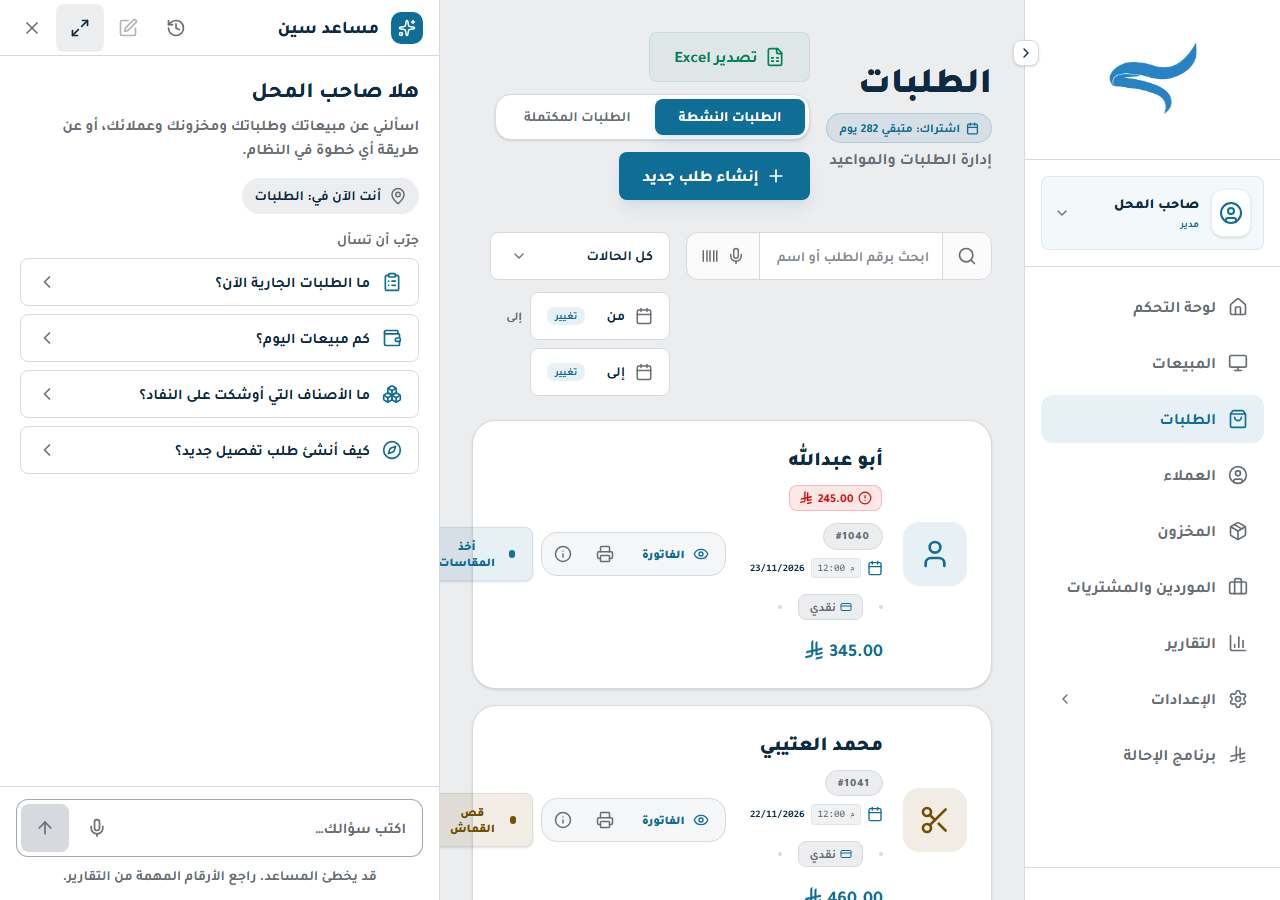 صاحب المحل
مدير
لوحة التحكم
المبيعات
الطلبات
العملاء
المخزون
الموردين والمشتريات
التقارير
الإعدادات
برنامج الإحالة
الطلبات
اشتراك: متبقي 282 يوم
إدارة الطلبات والمواعيد
تصدير Excel
الطلبات النشطة
الطلبات المكتملة
إنشاء طلب جديد
ابحث برقم الطلب أو اسم
كل الحالات
من
تغيير
إلى
إلى
تغيير
أبو عبدالله
245.00
#1040
23/11/2026
12:00 م
نقدي
345.00
الفاتورة
أخذ
المقاسات
محمد العتيبي
#1041
22/11/2026
12:00 م
نقدي
460.00
الفاتورة
قص
القماش
مساعد سين
هلا صاحب المحل
اسألني عن مبيعاتك وطلباتك ومخزونك وعملائك، أو عن
طريقة أي خطوة في النظام.
أنت الآن في: الطلبات
جرّب أن تسأل
ما الطلبات الجارية الآن؟
كم مبيعات اليوم؟
ما الأصناف التي أوشكت على النفاد؟
كيف أنشئ طلب تفصيل جديد؟
اكتب سؤالك...
قد يخطئ المساعد. راجع الأرقام المهمة من التقارير.